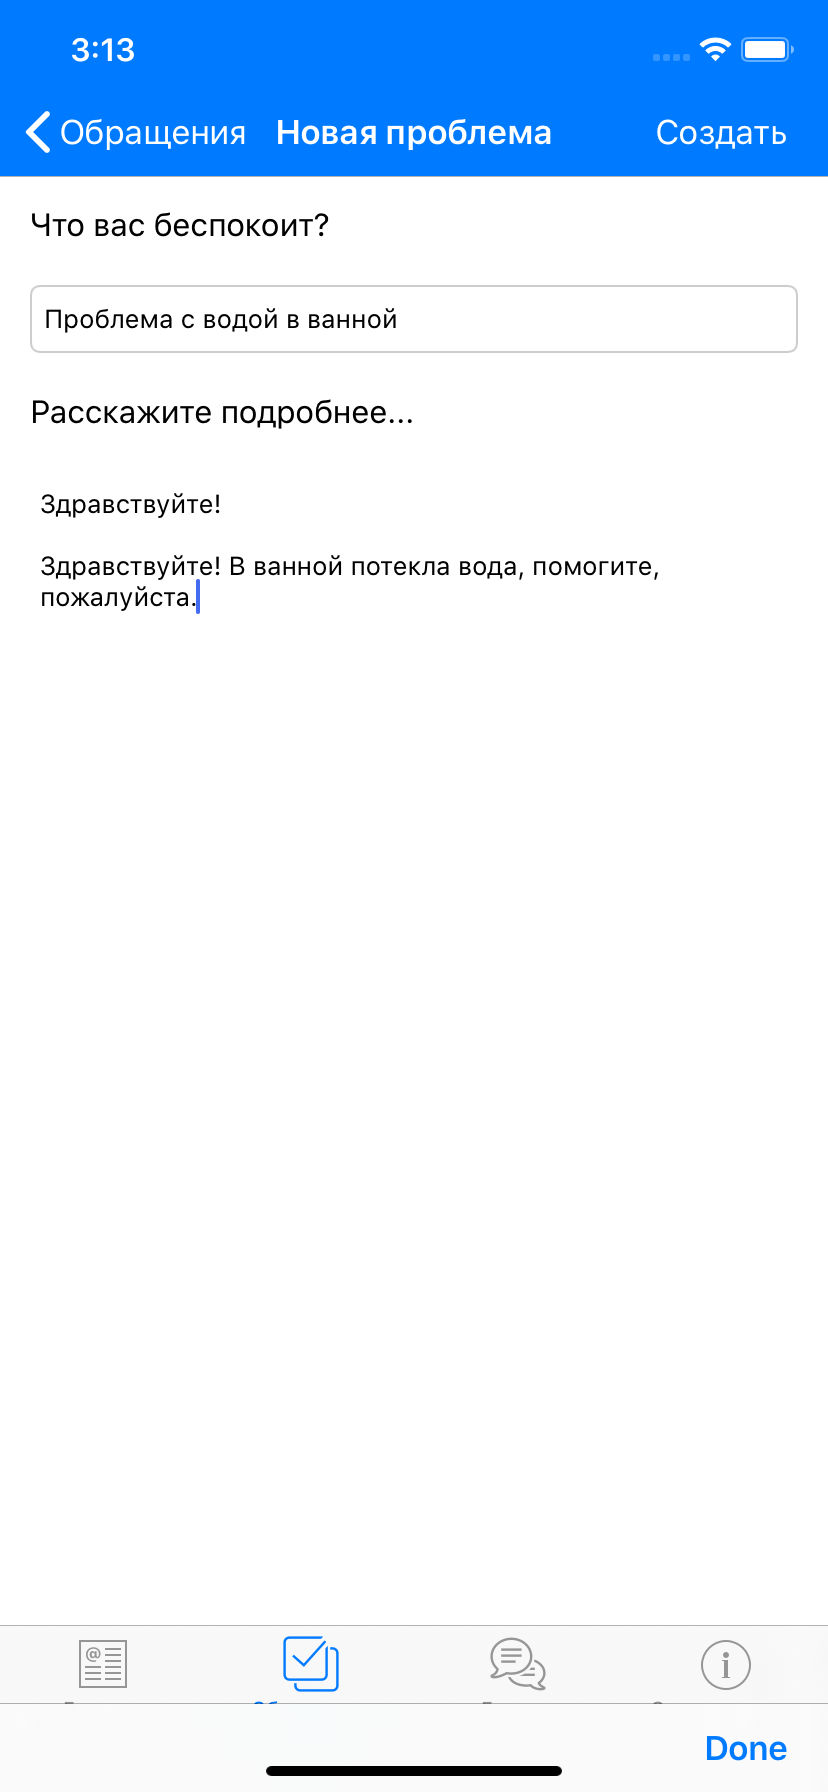 3:13
Обращения Новая проблема Создать
Что вас беспокоит?
Проблема с водой в ванной
Расскажите подробнее...
Здравствуйте!
Здравствуйте! В ванной потекла вода, помогите,
пожалуйста.
Done